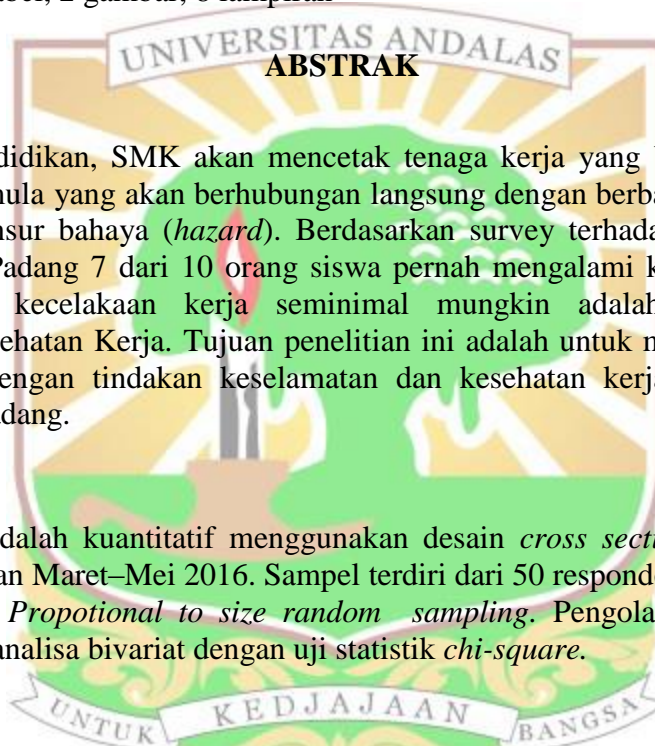 bel, 2 gambar, 8 lampiran
UNIVERSITAS ANDALAS
ABSTRAK
didikan, SMK akan mencetak tenaga kerja yang
mula yang akan berhubungan langsung dengan berba
nsur bahaya (hazard). Berdasarkan survey terhada
Padang 7 dari 10 orang siswa pernah mengalami k
kecelakaan kerja seminimal mungkin adalah
ehatan Kerja. Tujuan penelitian ini adalah untuk m
engan tindakan keselamatan dan kesehatan kerja
adang.
dalah kuantitatif menggunakan desain cross secti
an Maret–Mei 2016. Sampel terdiri dari 50 responde
Propotional to size random sampling. Pengola
analisa bivariat dengan uji statistik chi-square.
UNTUK KEDJAJAAN BANGSA